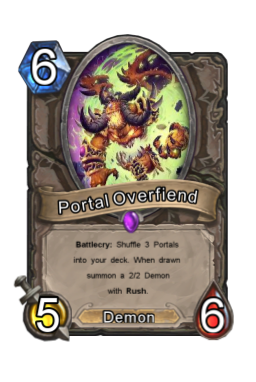 6
Portal Overfiend
Battlecry: Shuffle 3 Portals
into your deck. When drawn
summon a 2/2 Demon
with Rush.
5
Demon
6